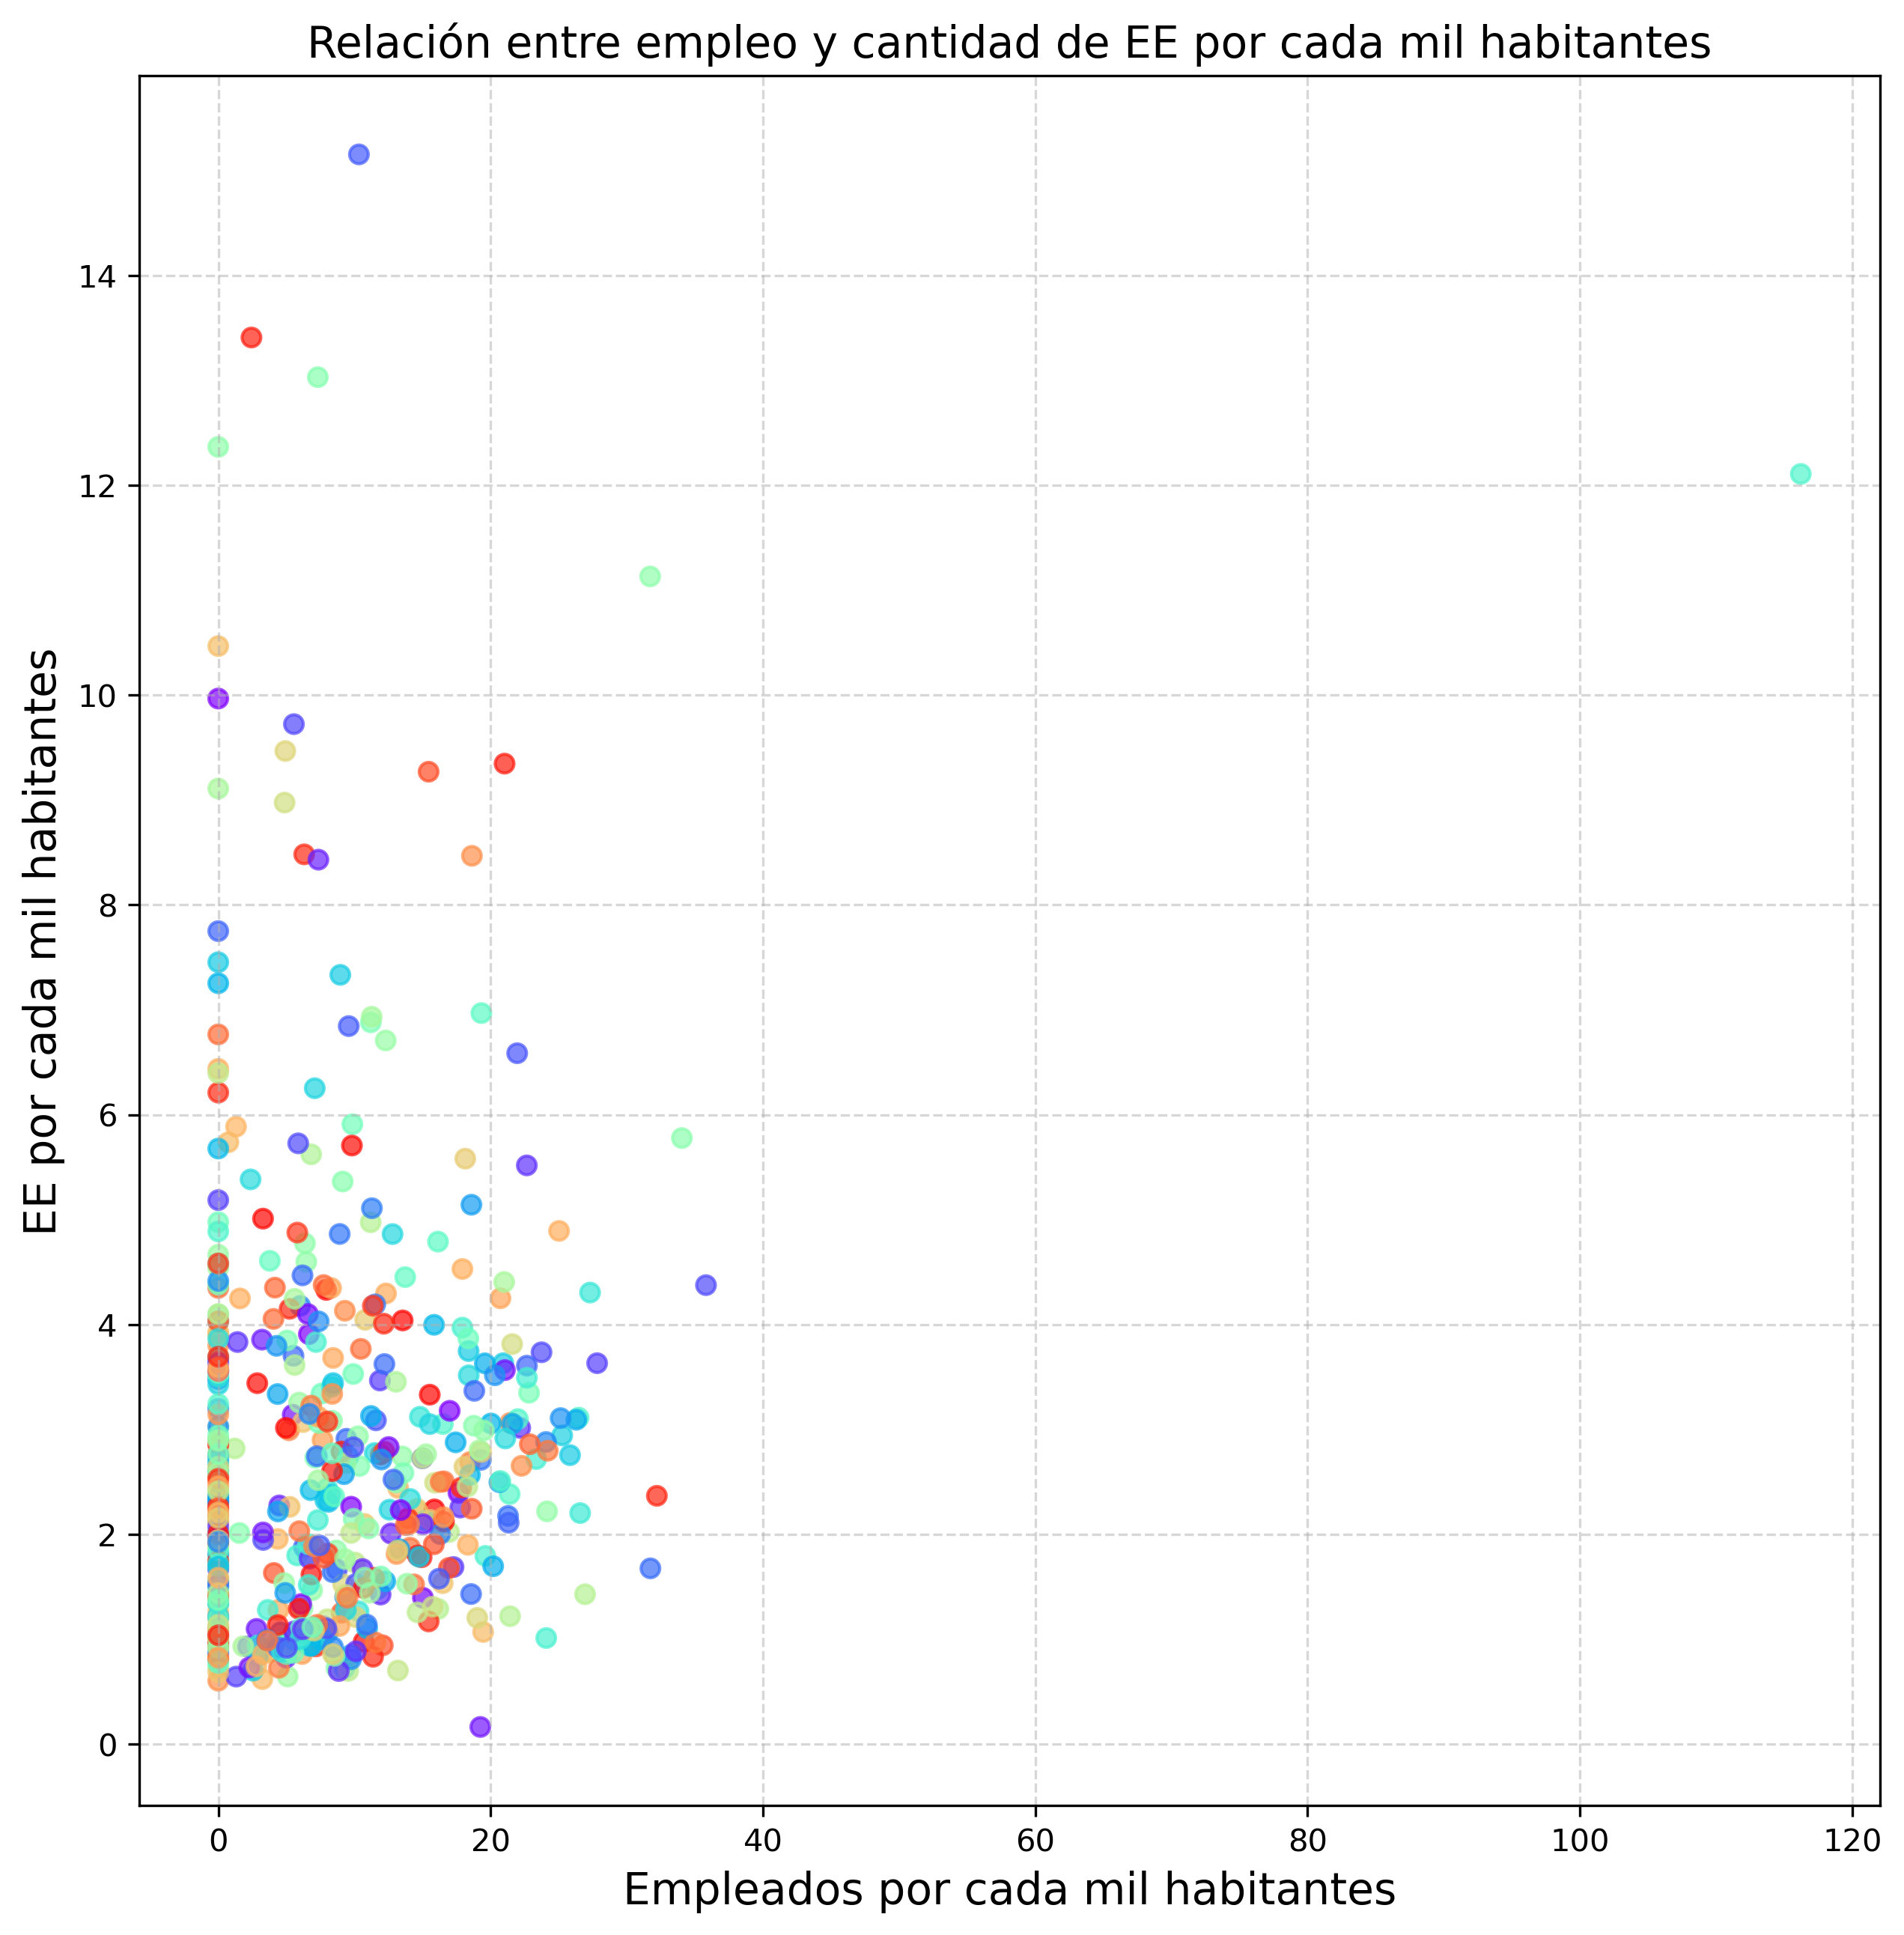 Relación entre empleo y cantidad de EE por cada mil habitantes
EE por cada mil habitantes
14
12
10
8
6
4
2
0
0 20 40 60 80 100 120
Empleados por cada mil habitantes